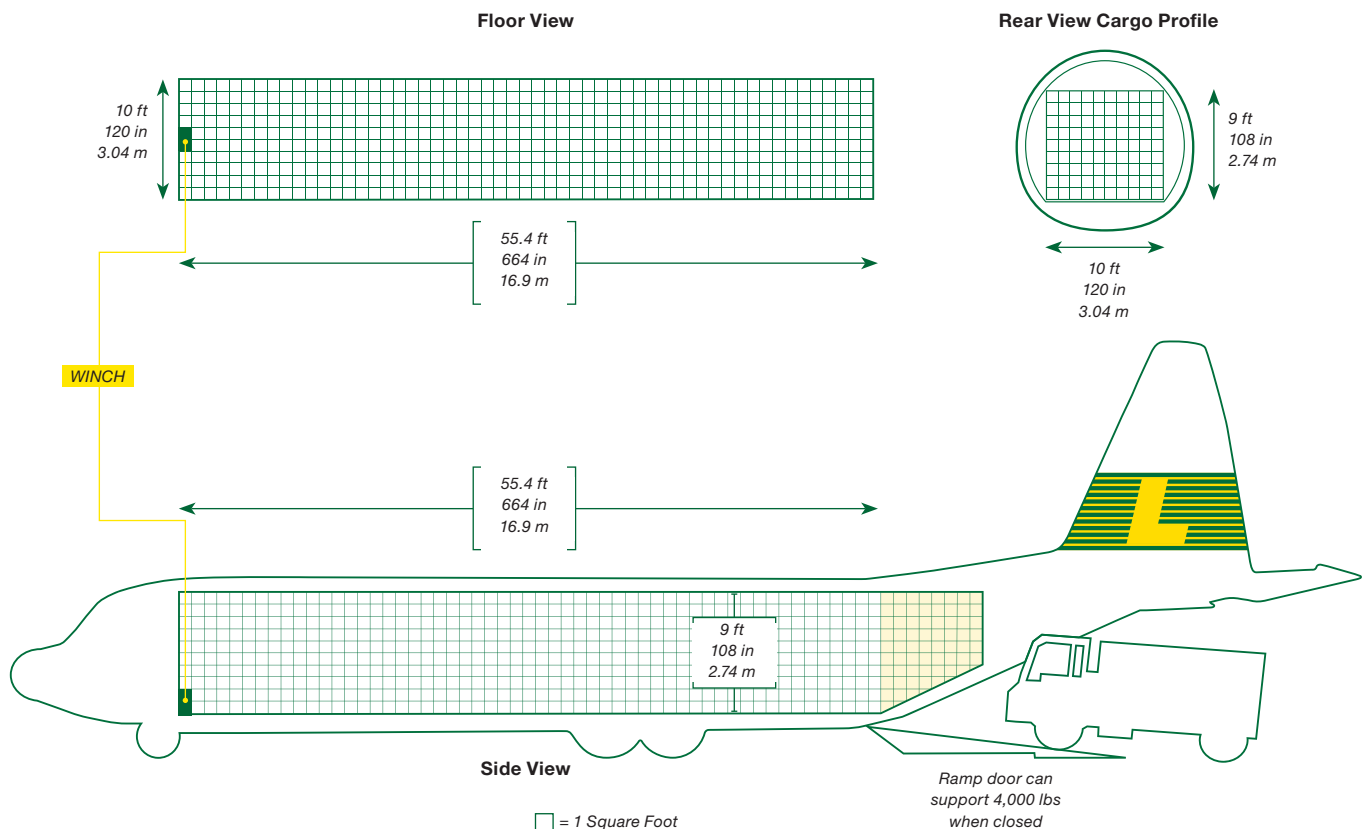 Floor View
Rear View Cargo Profile
10 ft
120 in
3.04 m
9 ft
108 in
2.74 m
55.4 ft
664 in
16.9 m
10 ft
120 in
3.04 m
WINCH
55.4 ft
664 in
16.9 m
L
9 ft
108 in
2.74 m
Side View
Ramp door can
support 4,000 lbs
when closed
= 1 Square Foot